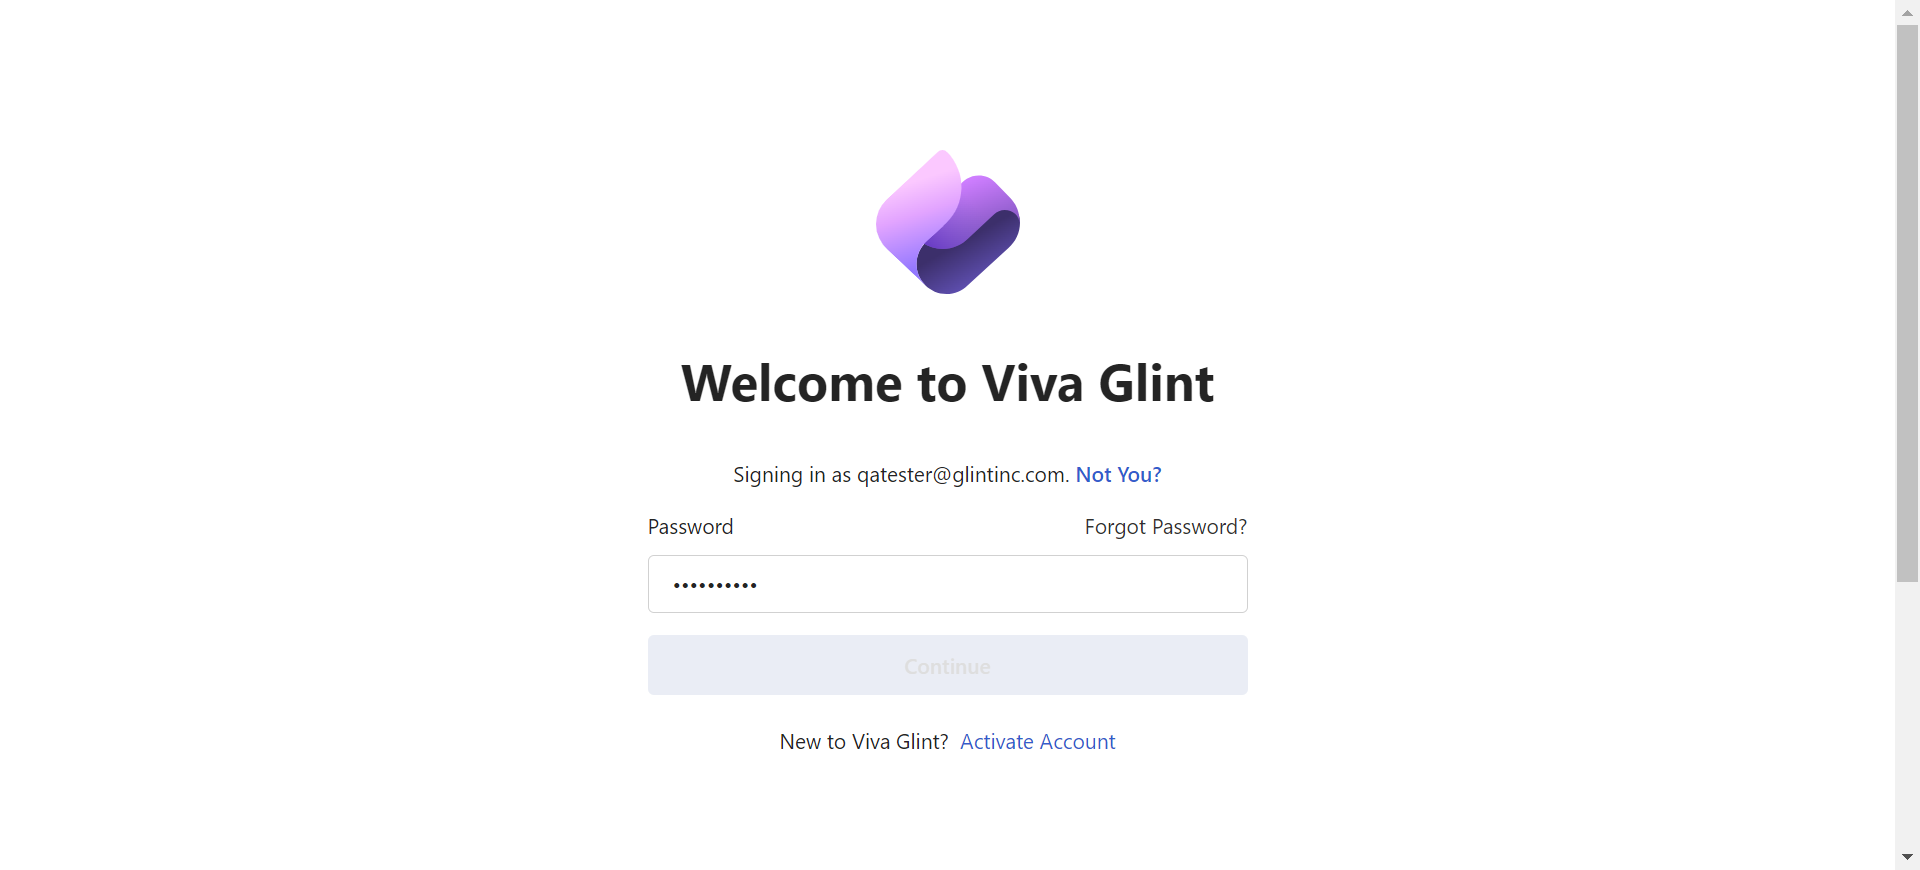 Welcome to Viva Glint
Signing in as qatester@glintinc.com. Not You?
Password Forgot Password?
••••••••••
Continue
New to Viva Glint? Activate Account